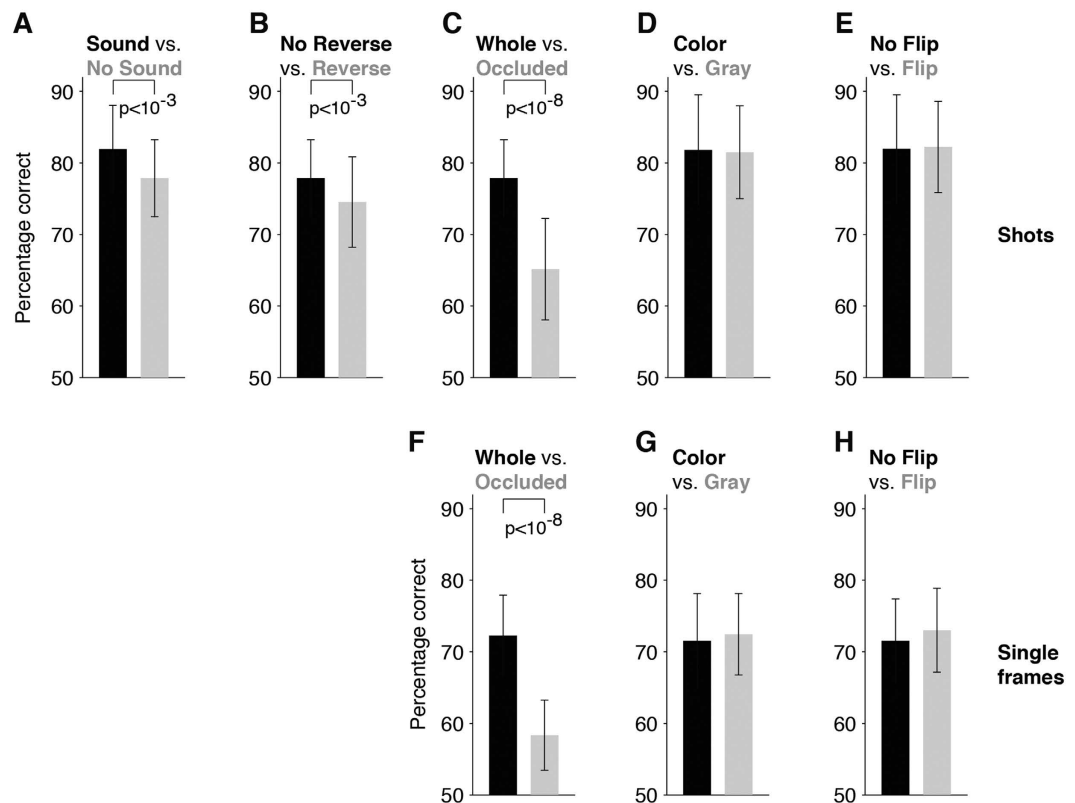 A
Sound vs.
No Sound
p<10-3
90
80
70
60
50
Percentage correct
B
No Reverse
vs. Reverse
p<10-3
90
80
70
60
50
C
Whole vs.
Occluded
p<10-8
90
80
70
60
50
D
Color
vs. Gray
90
80
70
60
50
E
No Flip
vs. Flip
90
80
70
60
50
Shots
F
Whole vs.
Occluded
p<10-8
90
80
70
60
50
Percentage correct
G
Color
vs. Gray
90
80
70
60
50
H
No Flip
vs. Flip
90
80
70
60
50
Single
frames